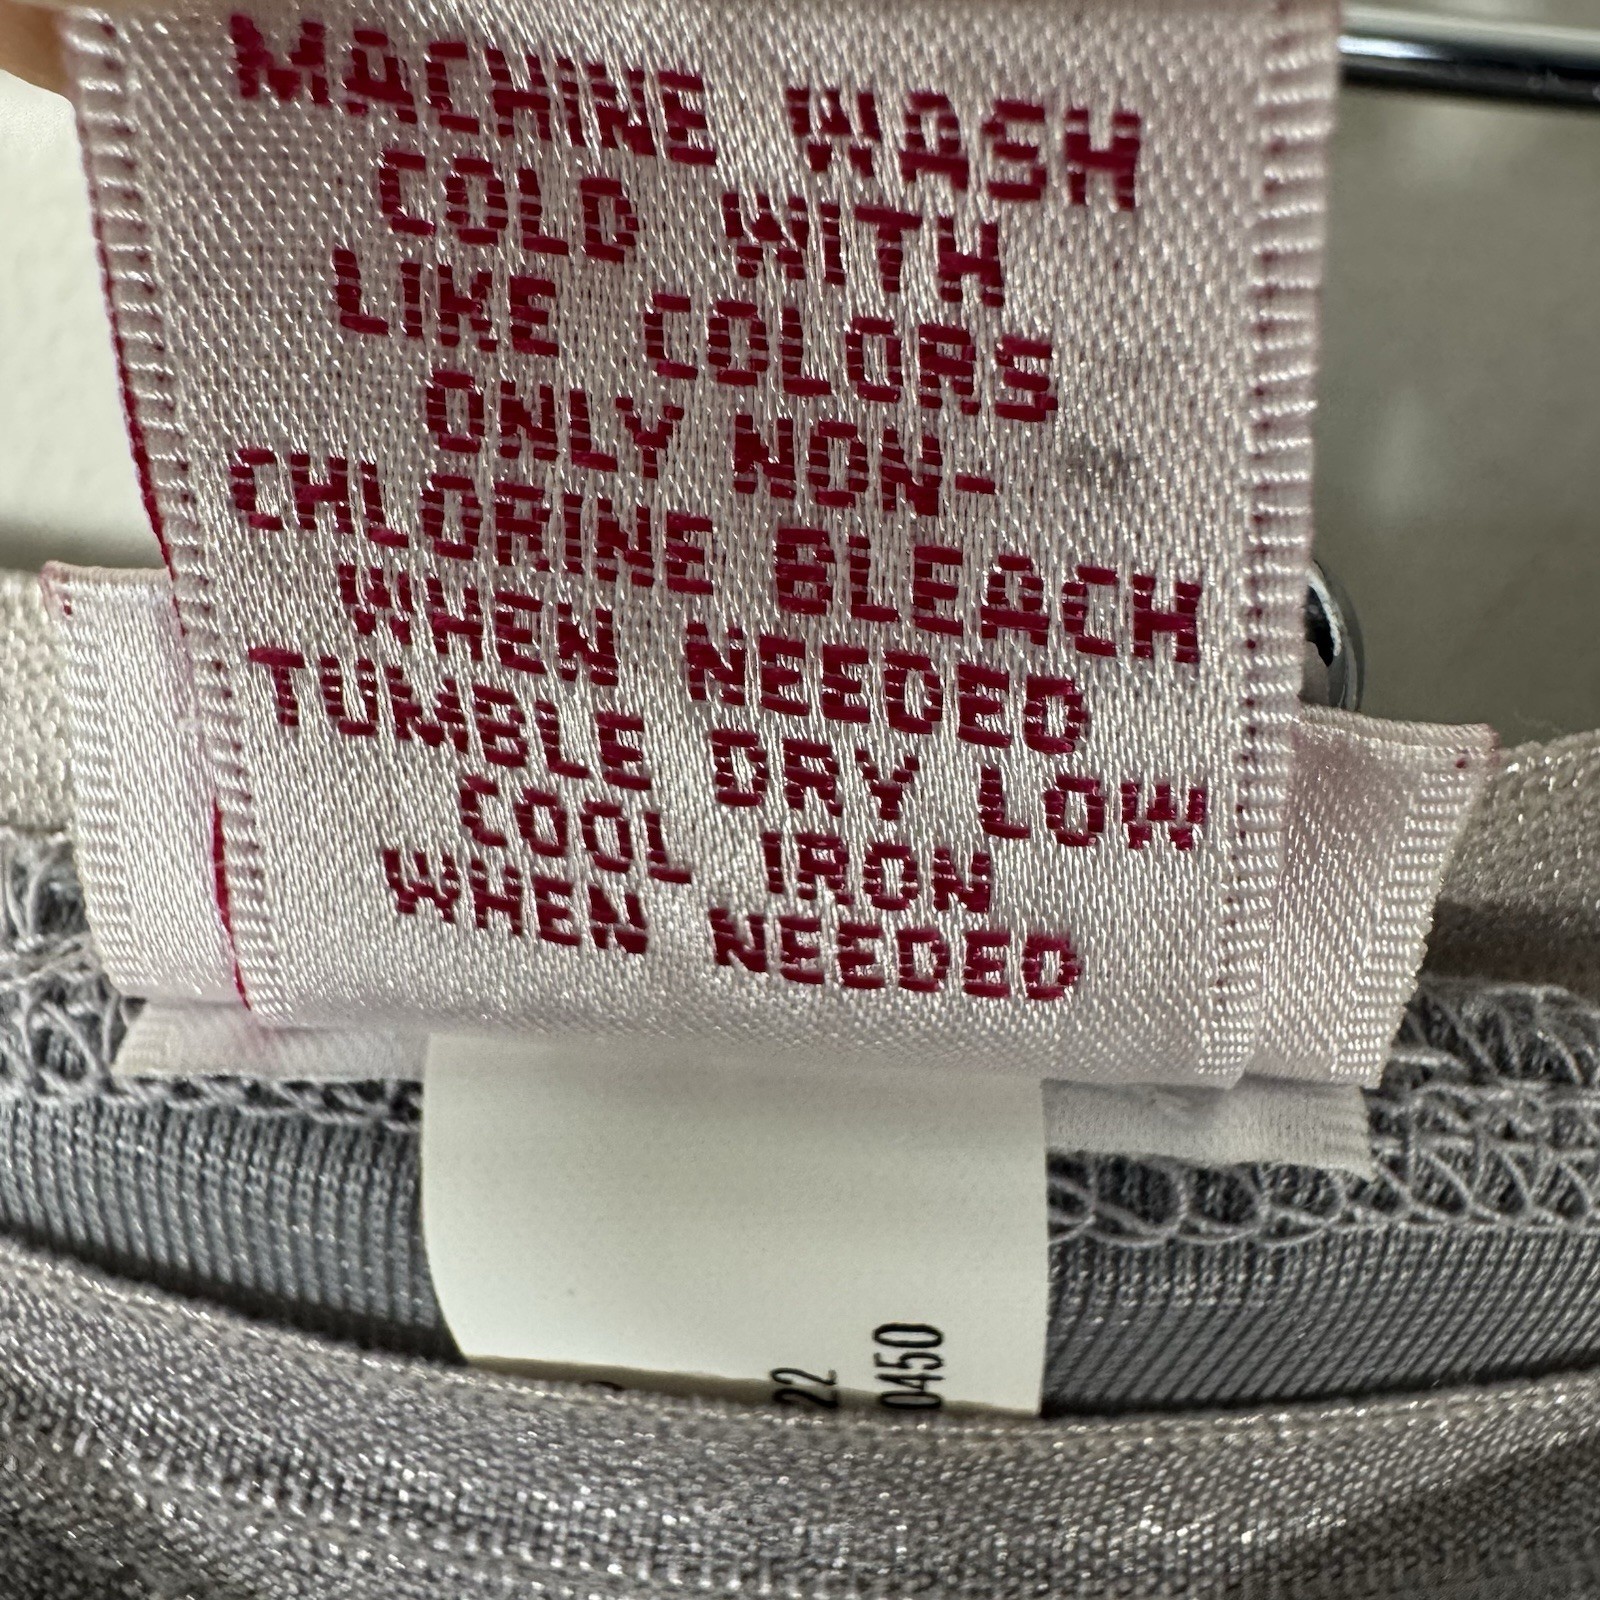 MACHINE WASH
COLD WITH
LIKE COLORS
ONLY NON-
CHLORINE BLEACH
WHEN NEEDED
TUMBLE DRY LOW
COOL IRON
WHEN NEEDED
22
0450